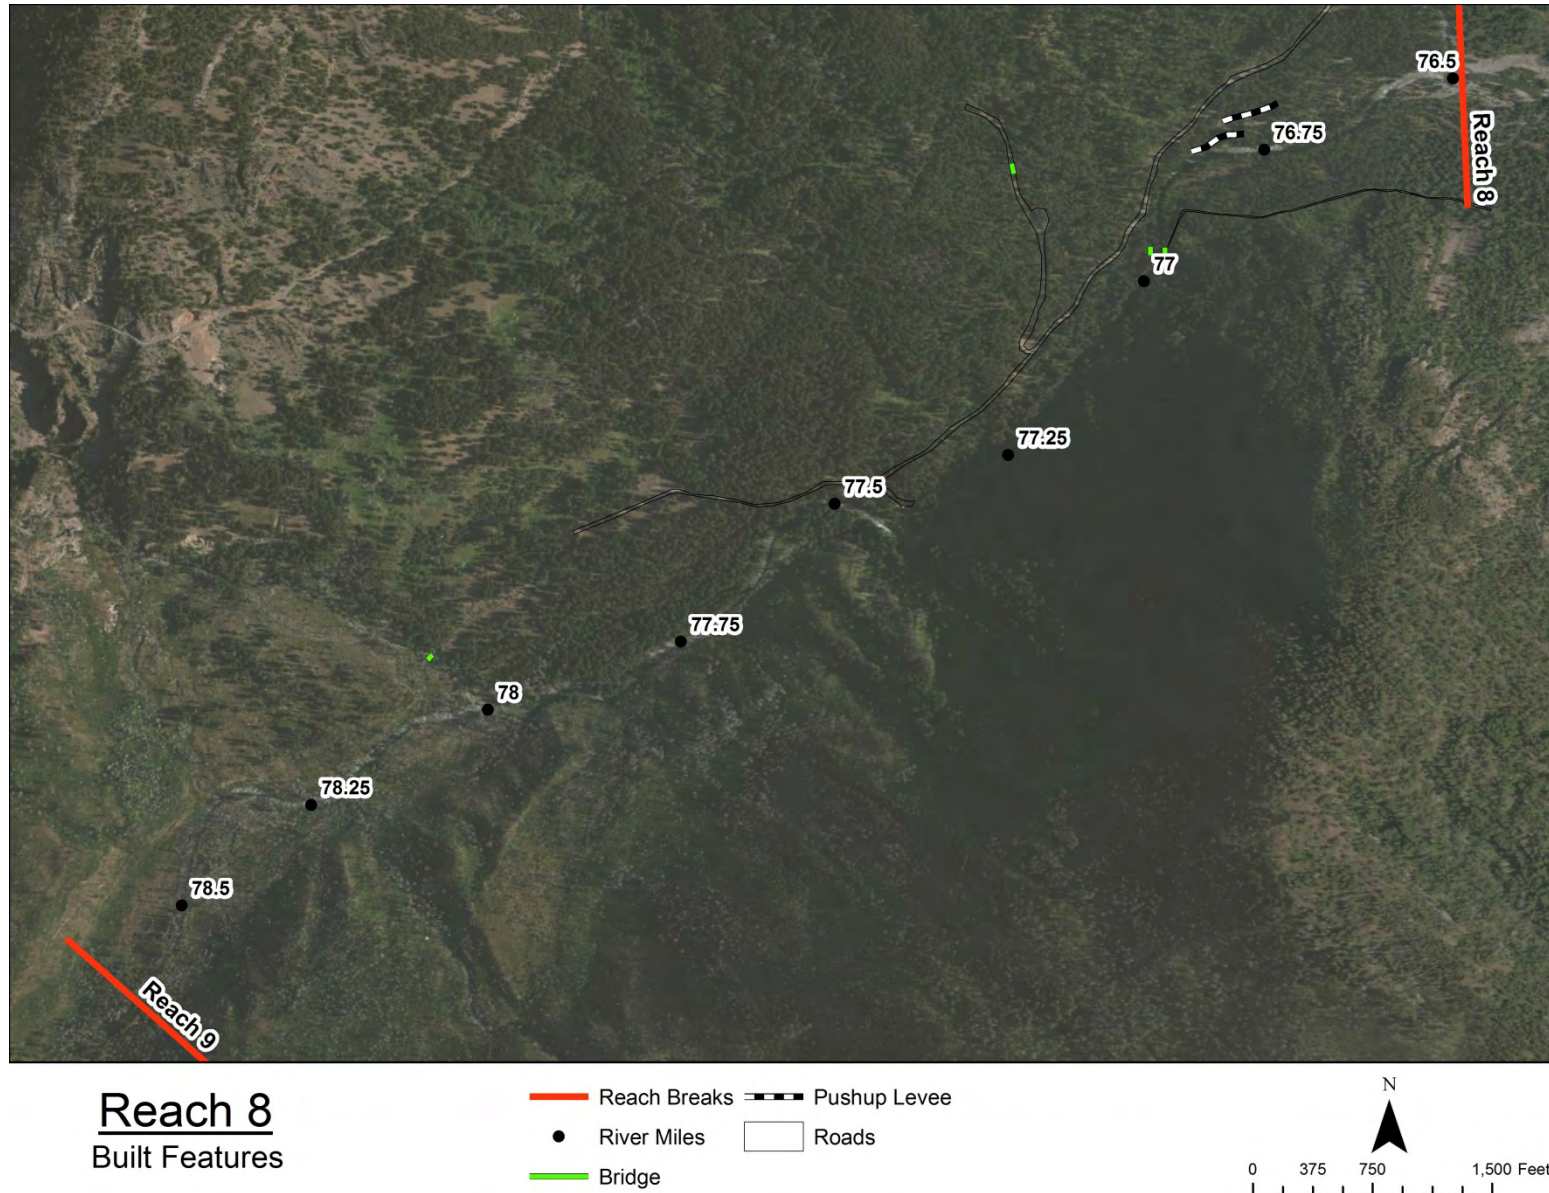 76.5
76.75
Reach 8
77
77.25
77.5
77.75
78
78.25
78.5
Reach 9
Reach 8
Built Features
Reach Breaks
Pushup Levee
River Miles
Roads
Bridge
N
0 375 750 1,500 Feet